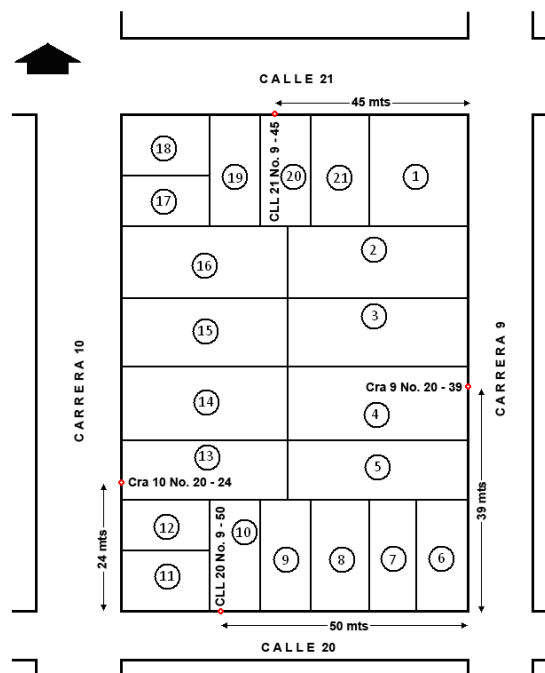 CALLE 21
45 mts
18
19
CLL 21 No. 9 - 45
20
21
1
17
16
2
15
3
CARRERA 10
CARRERA 9
Cra 9 No. 20 - 39
14
4
13
5
Cra 10 No. 20 - 24
24 mts
39 mts
12
11
CLL 20 No. 9 - 50
10
9
8
7
6
50 mts
CALLE 20